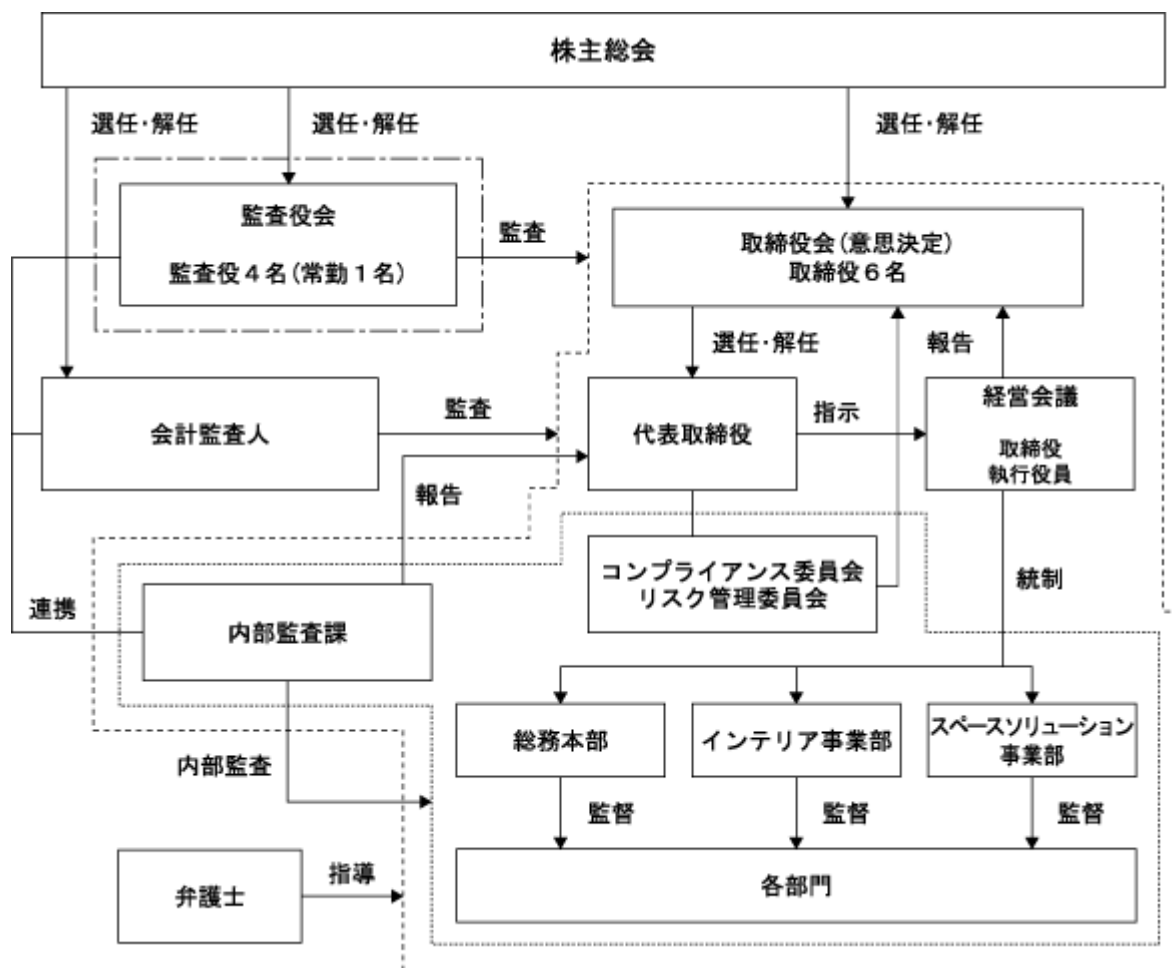 株主総会
選任・解任
選任・解任
選任・解任
監査役会
監査役4名(常勤1名)
監査
取締役会(意思決定)
取締役6名
選任・解任
報告
会計監査人
監査
代表取締役
指示
経営会議
取締役
執行役員
報告
コンプライアンス委員会
リスク管理委員会
統制
連携
内部監査課
総務本部
インテリア事業部
スペースソリューション
事業部
内部監査
監督
監督
監督
弁護士
指導
各部門